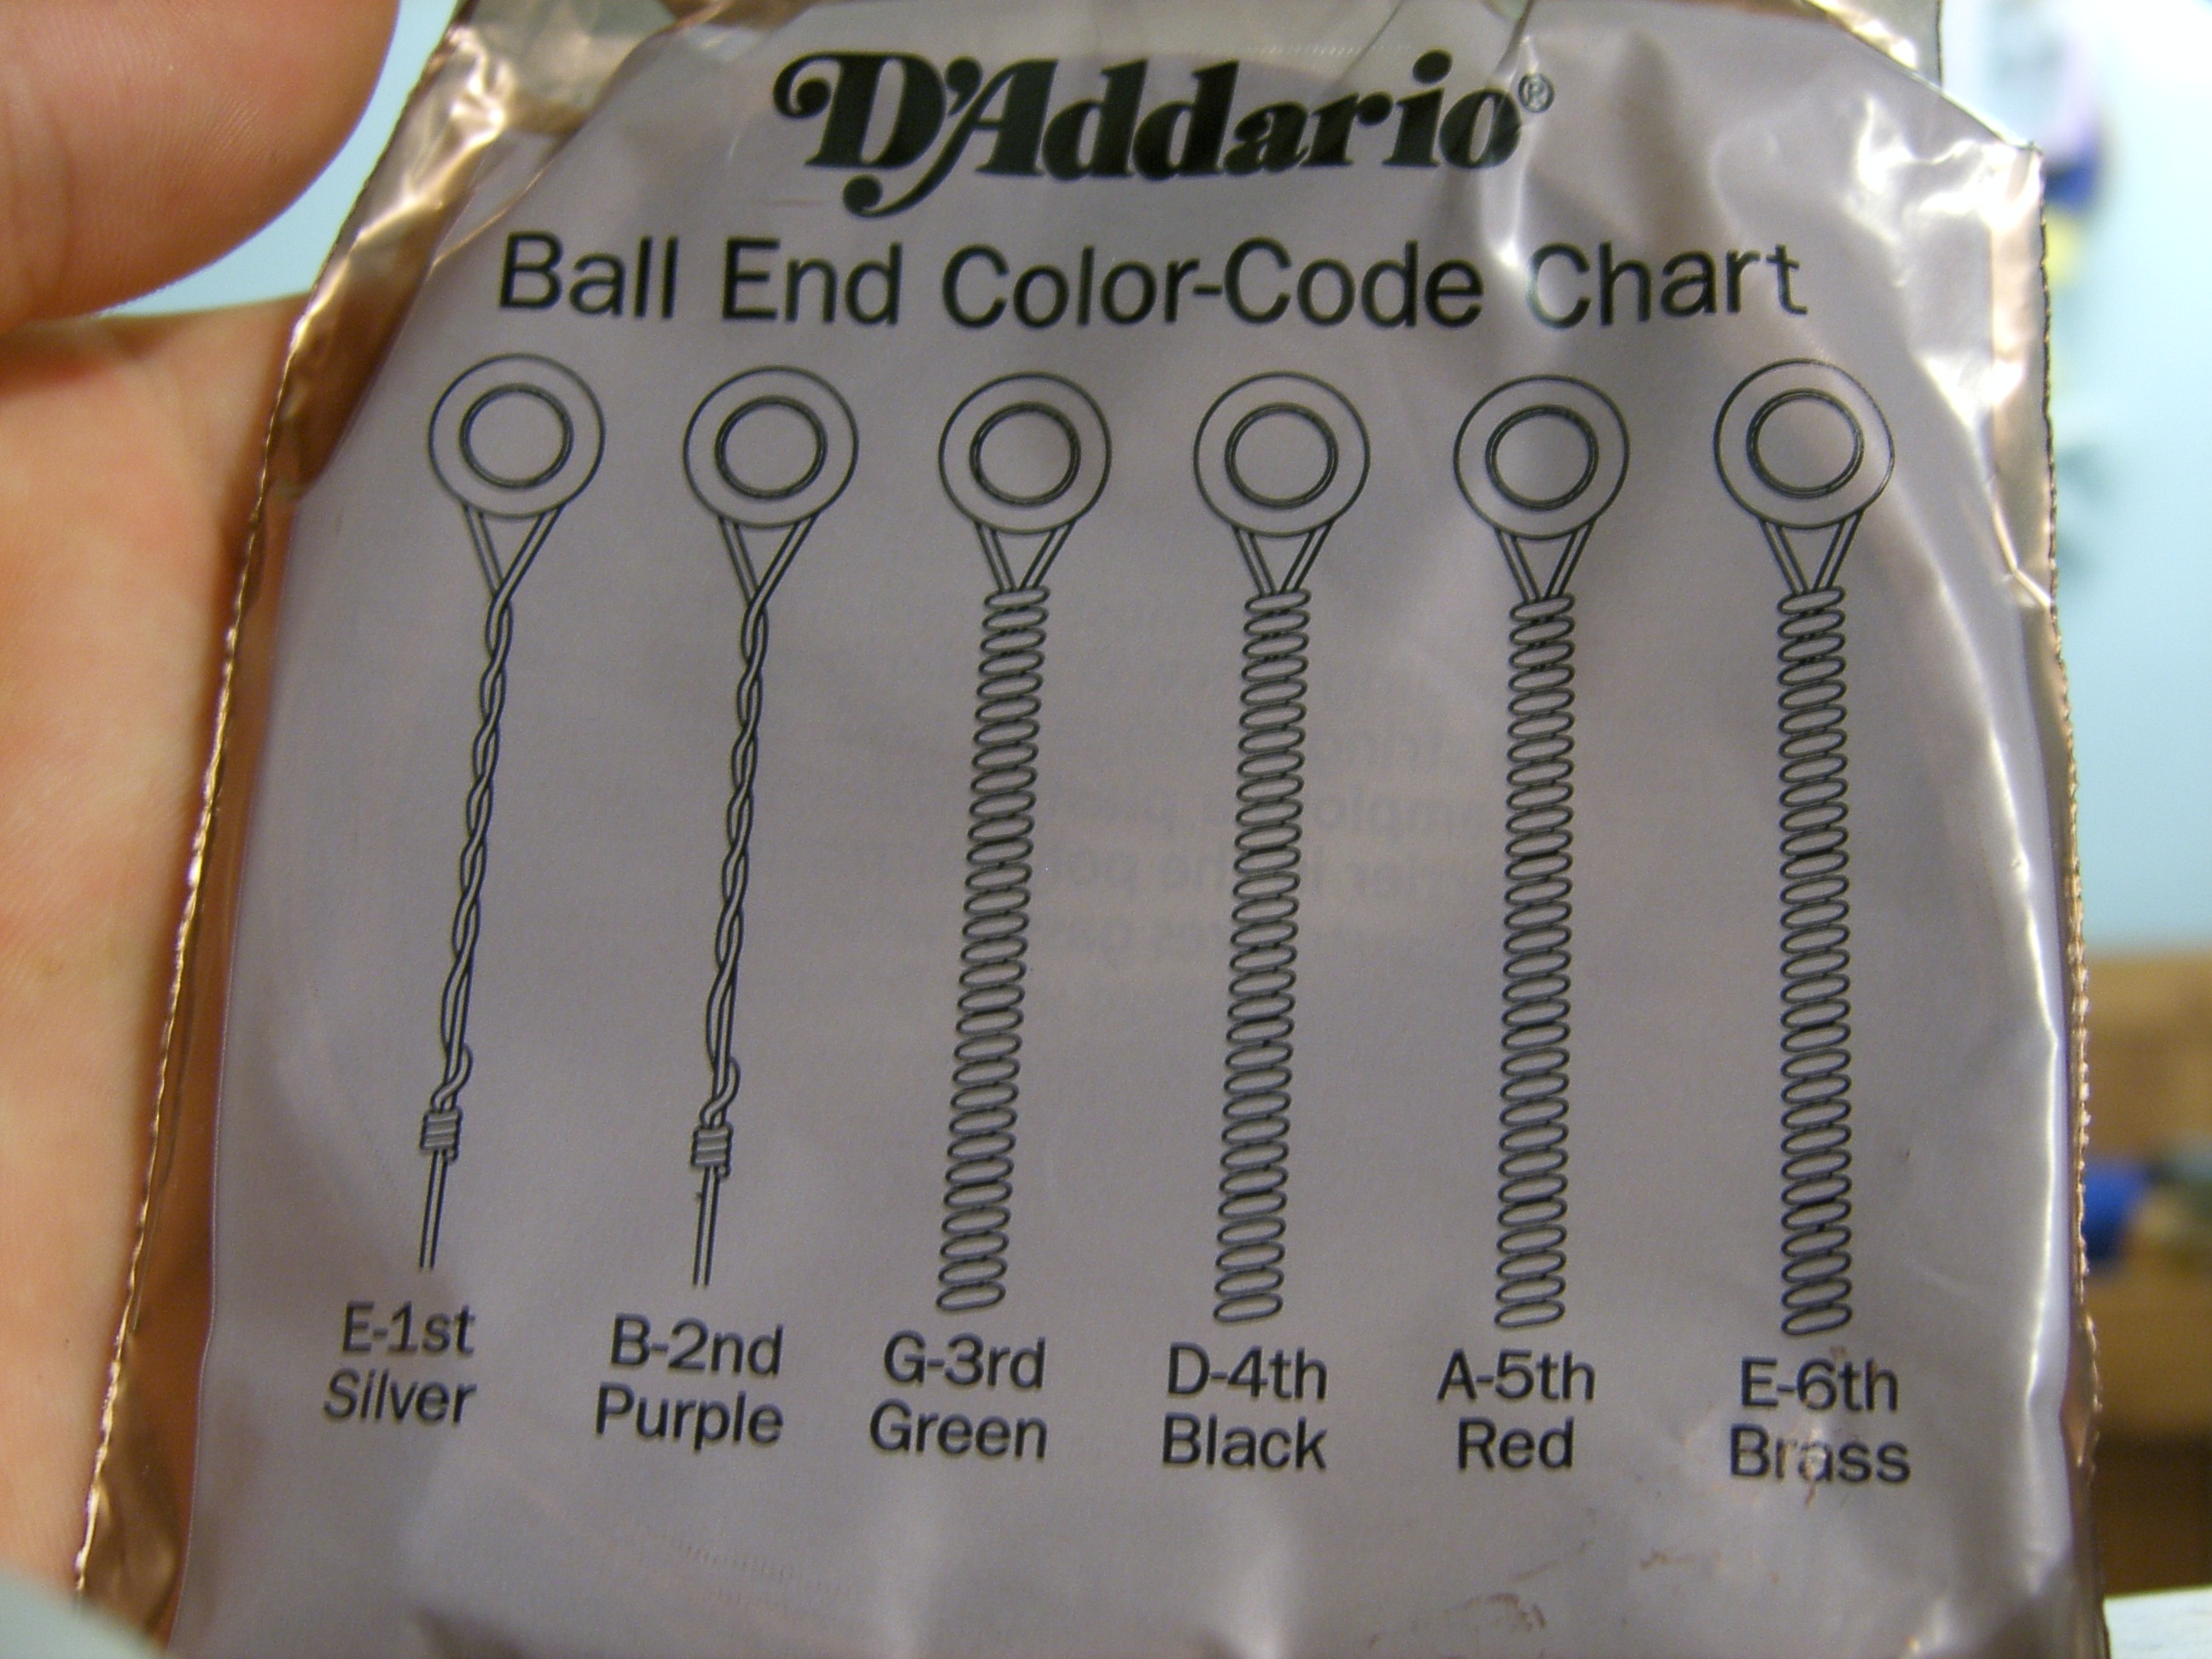 D'Addario®
Ball End Color-Code Chart
E-1st
Silver
B-2nd
Purple
G-3rd
Green
D-4th
Black
A-5th
Red
E-6th
Brass